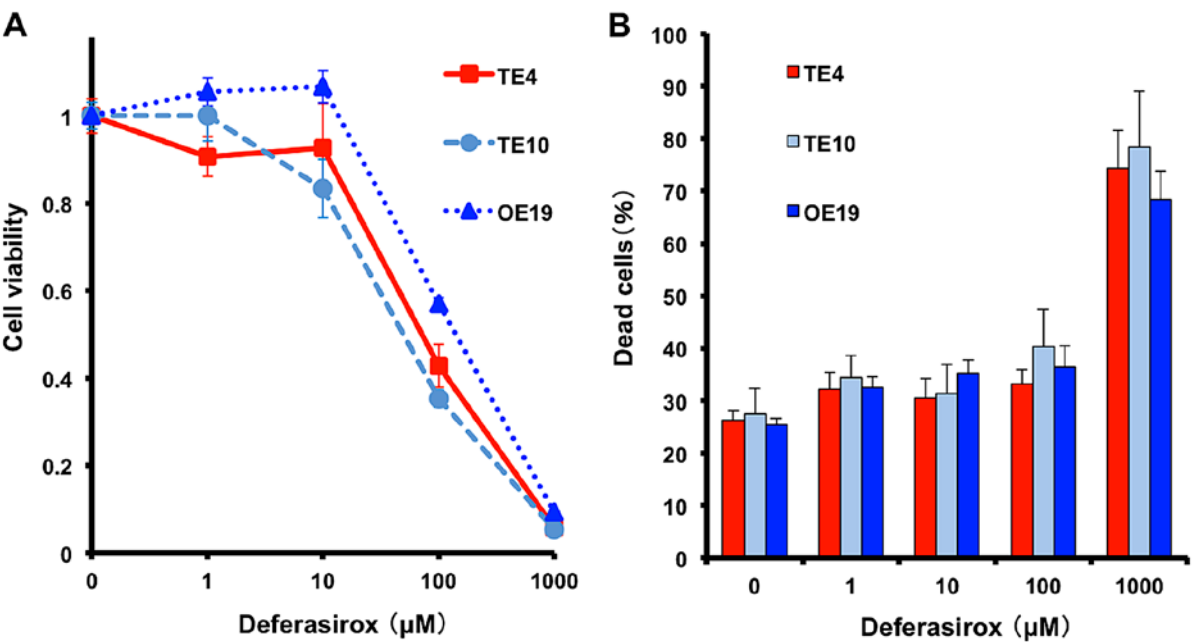 A
TE4
TE10
OE19
Cell viability
1
0.8
0.6
0.4
0.2
0
0 1 10 100 1000
Deferasirox (μM)
B
TE4
TE10
OE19
Dead cells (%)
100
90
80
70
60
50
40
30
20
10
0
0 1 10 100 1000
Deferasirox (μM)